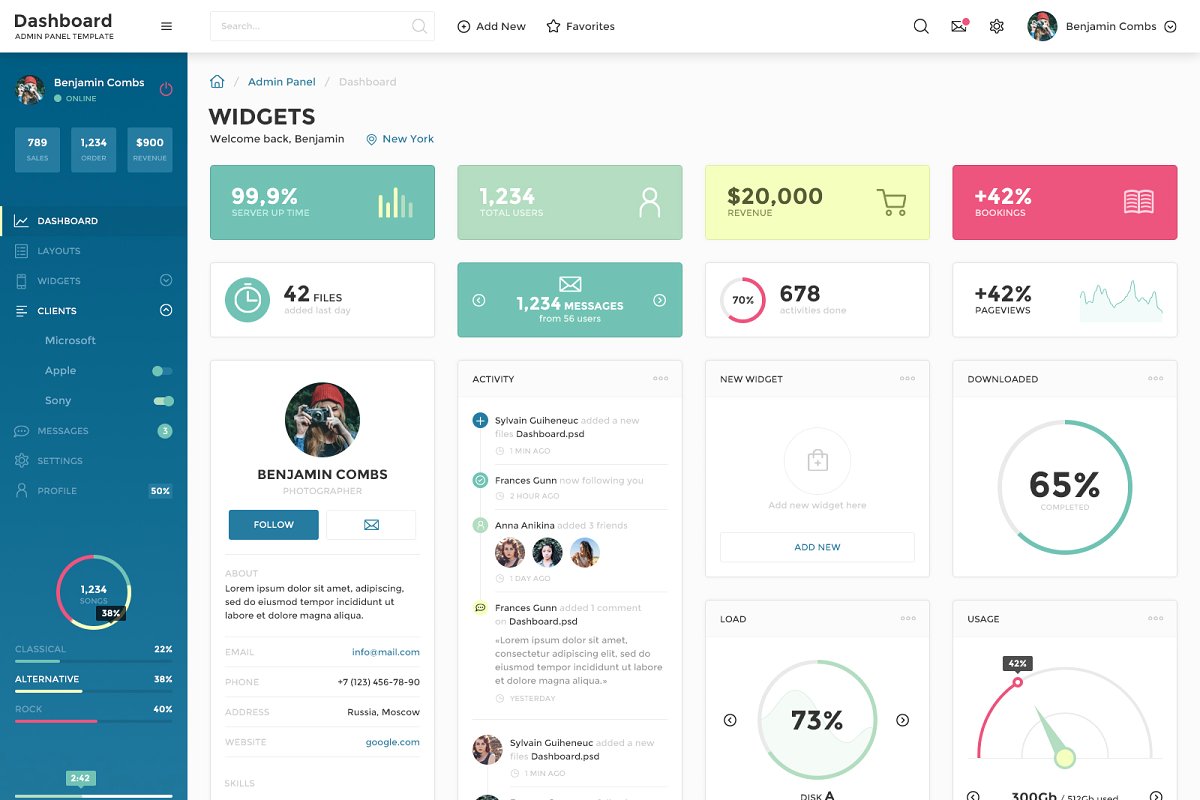 Dashboard
ADMIN PANEL TEMPLATE
Search...
Add New
Favorites
Benjamin Combs
Benjamin Combs
ONLINE
789
SALES
1,234
ORDER
$900
REVENUE
DASHBOARD
LAYOUTS
WIDGETS
CLIENTS
Microsoft
Apple
Sony
MESSAGES
3
SETTINGS
PROFILE
50%
1,234
SONGS
38%
CLASSICAL
22%
ALTERNATIVE
38%
ROCK
40%
2:42
/ Admin Panel / Dashboard
WIDGETS
Welcome back, Benjamin
New York
99,9%
SERVER UP TIME
1,234
TOTAL USERS
$20,000
REVENUE
+42%
BOOKINGS
42 FILES
added last day
1,234 MESSAGES
from 56 users
70%
678
activities done
+42%
PAGEVIEWS
BENJAMIN COMBS
PHOTOGRAPHER
FOLLOW
ABOUT
Lorem ipsum dolor sit amet, adipiscing,
sed do eiusmod tempor incididunt ut
labore et dolore magna aliqua.
EMAIL
info@mail.com
PHONE
+7 (123) 456-78-90
ADDRESS
Russia, Moscow
WEBSITE
google.com
SKILLS
ACTIVITY
Sylvain Guiheneuc added a new
files Dashboard.psd
1 MIN AGO
Frances Gunn now following you
2 HOUR AGO
Anna Anikina added 3 friends
1 DAY AGO
Frances Gunn added 1 comment
on Dashboard.psd
«Lorem ipsum dolor sit amet,
consectetur adipiscing elit, sed do
eiusmod tempor incididunt ut labore
et dolore magna aliqua.»
YESTERDAY
Sylvain Guiheneuc added a new
files Dashboard.psd
1 MIN AGO
NEW WIDGET
Add new widget here
ADD NEW
DOWNLOADED
65%
COMPLETED
LOAD
73%
DISK A
USAGE
42%
300Gb / 512Gb used